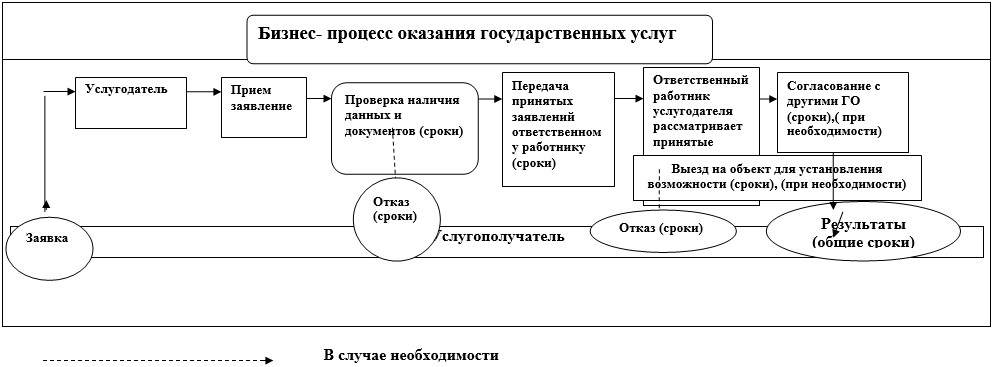 Бизнес- процесс оказания государственных услуг
Услугодатель
Прием
заявление
Проверка наличия
данных и
документов (сроки)
Передача
принятых
заявлений
ответственном
у работнику
(сроки)
Ответственный
работник
услугодателя
рассматривает
принятые
Согласование с
другими ГО
(сроки),( при
необходимости)
Выезд на объект для установления
возможности (сроки), (при необходимости)
Заявка
Отказ
(сроки)
слугополучатель
Отказ (сроки)
Результаты
(общие сроки)
В случае необходимости